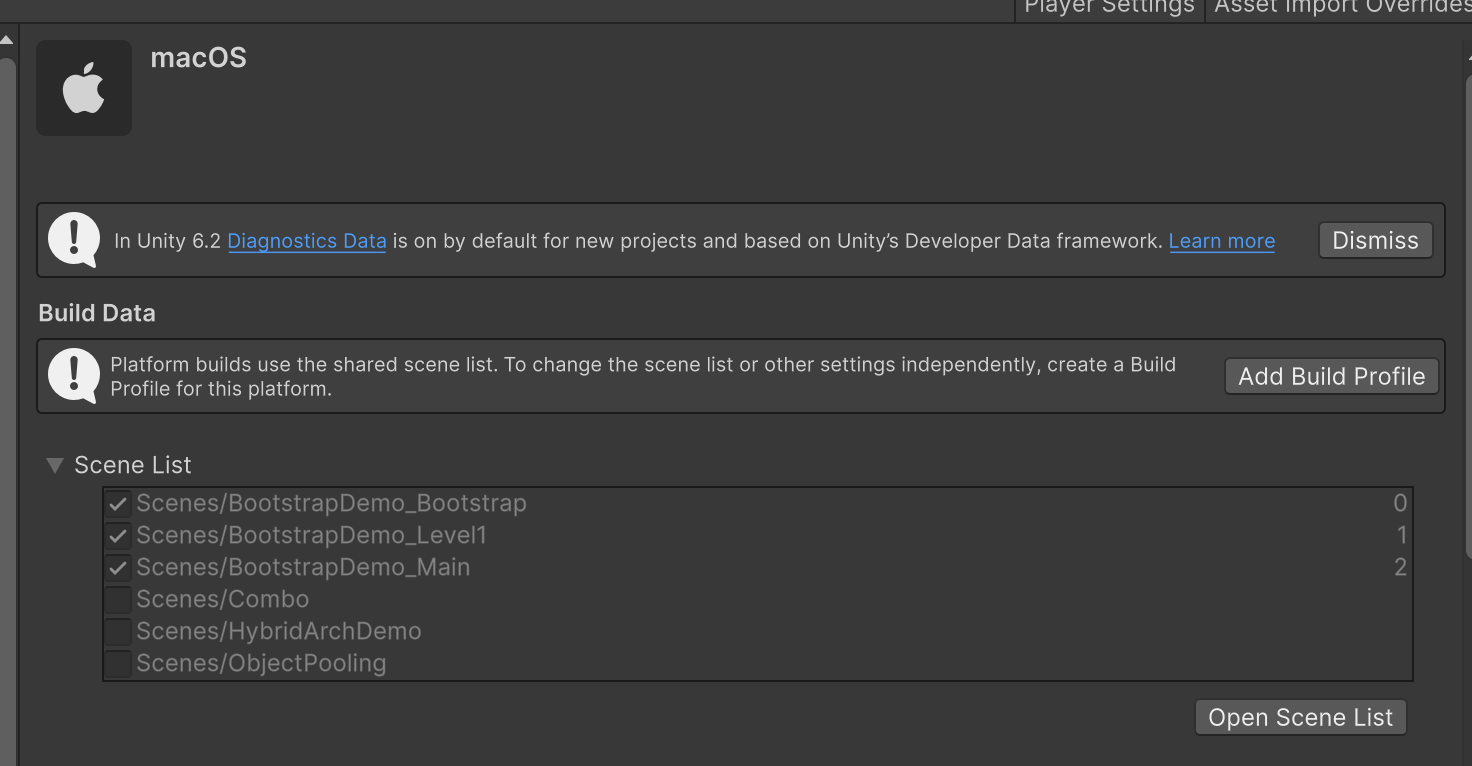 Player Settings
Asset Import Overrides
macOS
In Unity 6.2 Diagnostics Data is on by default for new projects and based on Unity’s Developer Data framework. Learn more
Dismiss
Build Data
Platform builds use the shared scene list. To change the scene list or other settings independently, create a Build
Profile for this platform.
Add Build Profile
Scene List
Scenes/BootstrapDemo_Bootstrap 0
Scenes/BootstrapDemo_Level1 1
Scenes/BootstrapDemo_Main 2
Scenes/Combo
Scenes/HybridArchDemo
Scenes/ObjectPooling
Open Scene List